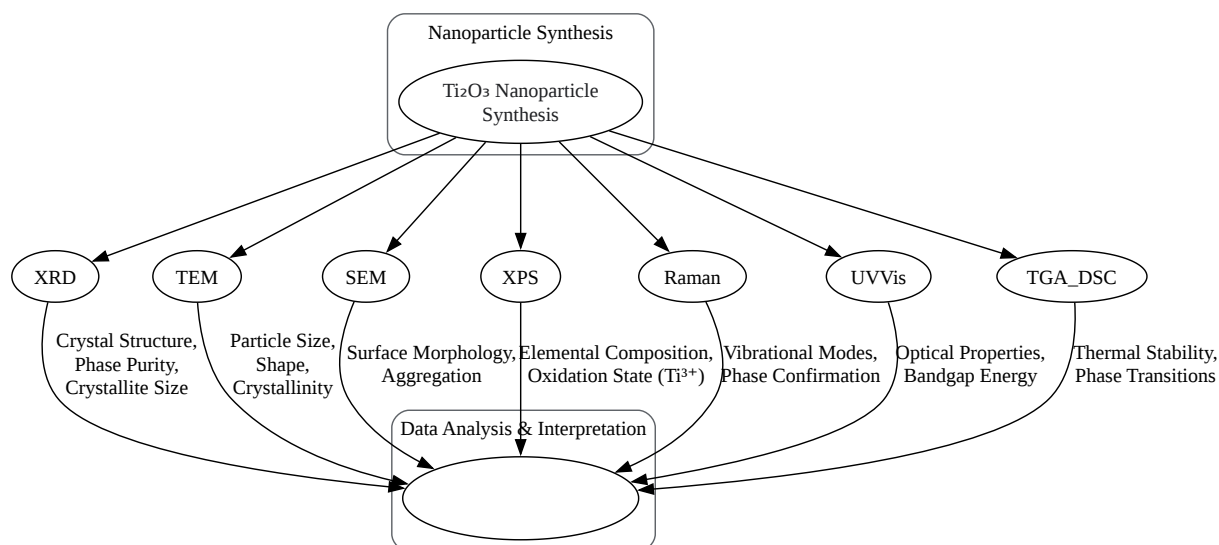 Nanoparticle Synthesis
Ti₂O₃ Nanoparticle
Synthesis
XRD
TEM
SEM
XPS
Raman
UVVis
TGA_DSC
Crystal Structure,
Phase Purity,
Crystallite Size
Particle Size,
Shape,
Crystallinity
Surface Morphology,
Aggregation
Elemental Composition,
Oxidation State (Ti³⁺)
Vibrational Modes,
Phase Confirmation
Optical Properties,
Bandgap Energy
Thermal Stability,
Phase Transitions
Data Analysis & Interpretation